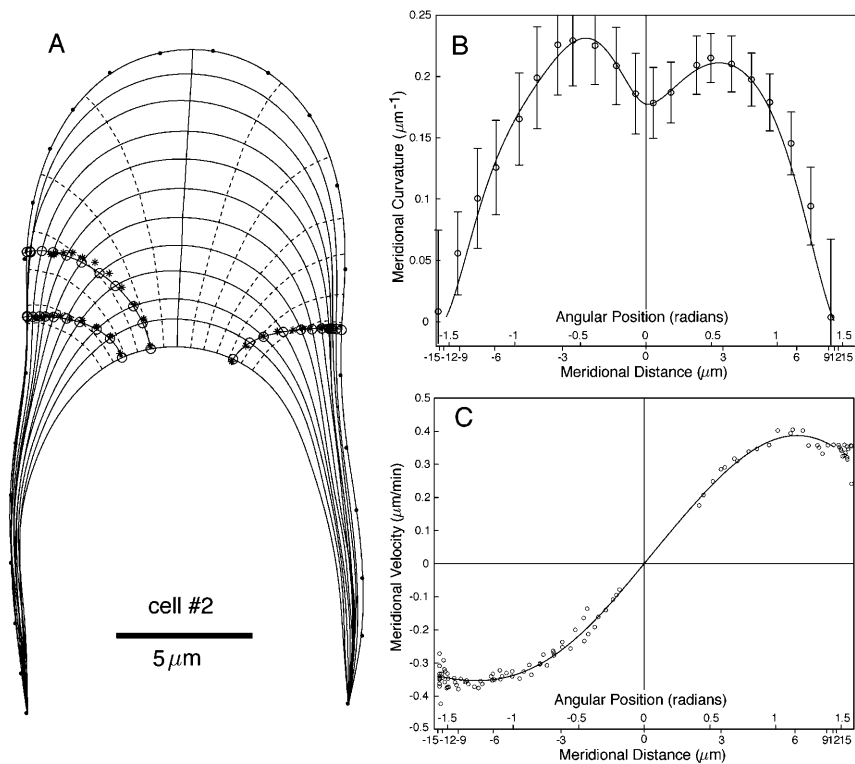 A
cell #2
5 μm
B
Meridional Curvature (μm⁻¹)
0.25
0.2
0.15
0.1
0.05
0
Angular Position (radians)
-1.5 -1 -0.5 0.5 1 1.5
-15-12-9 -6 -3 0 3 6 91215
Meridional Distance (μm)
C
Meridional Velocity (μm/min)
0.5
0.4
0.3
0.2
0.1
0
-0.1
-0.2
-0.3
-0.4
-0.5
Angular Position (radians)
-1.5 -1 -0.5 0.5 1 1.5
-15-12-9 -6 -3 0 3 6 91215
Meridional Distance (μm)